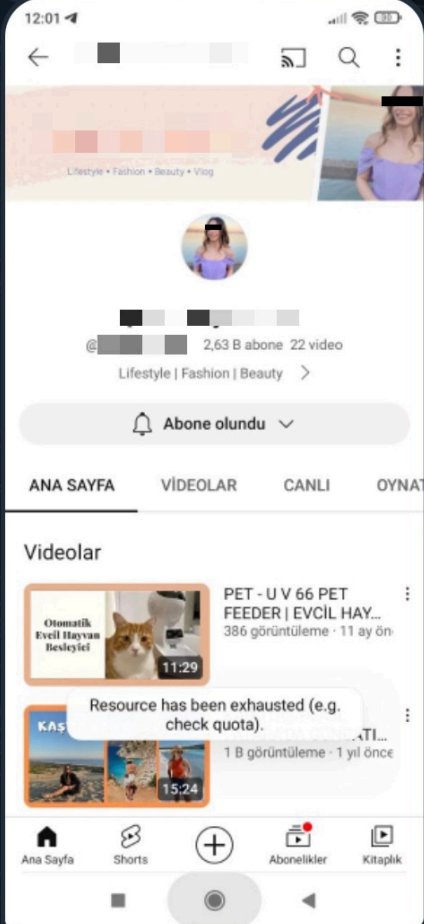 12:01
30
Lifestyle • Fashion • Beauty • Vlog
@
2,63 B abone 22 video
Lifestyle | Fashion | Beauty
Abone olundu
ANA SAYFA VİDEOLAR CANLI OYNAT
Videolar
Otomatik
Evcil Hayvan
Besleyici
11:29
PET - U V 66 PET
FEEDER | EVCİL HAY...
386 görüntüleme · 11 ay ön
Resource has been exhausted (e.g.
check quota).
KAŞ
15:24
1 B görüntüleme · 1 yıl önce
Ana Sayfa
Shorts
Abonelikler
Kitaplık